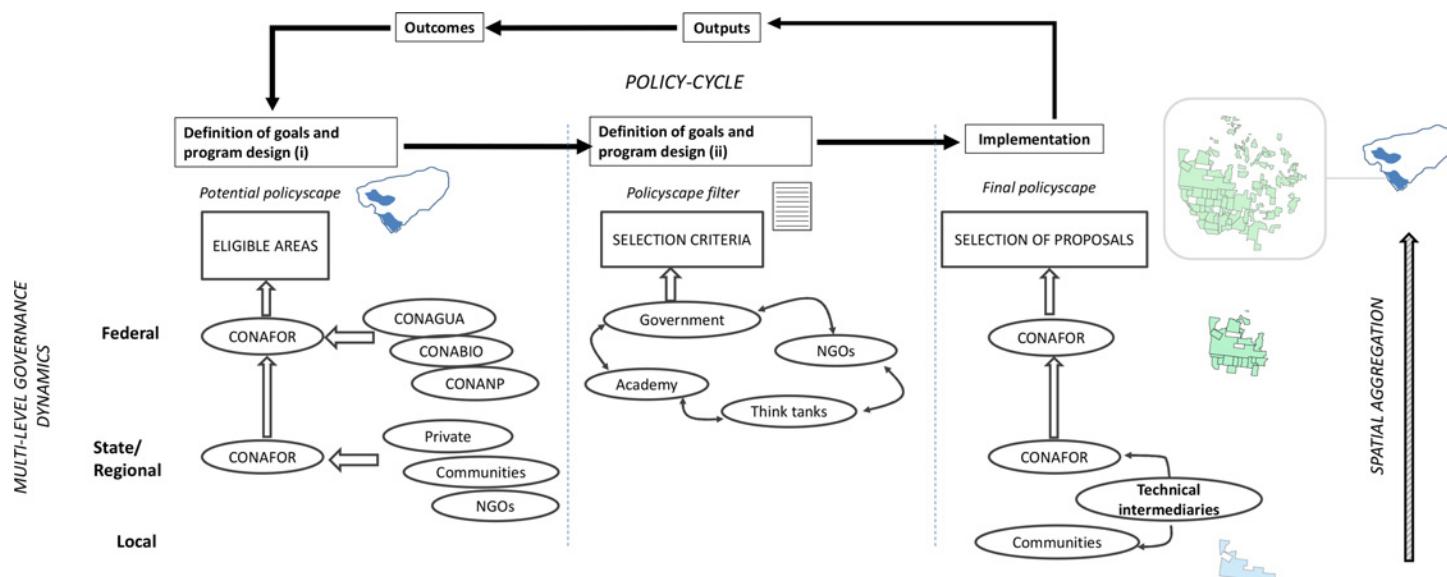 Outcomes
Outputs
POLICY-CYCLE
Definition of goals and
program design (i)
Definition of goals and
program design (ii)
Implementation
Potential policyscape
Policyscape filter
Final policyscape
ELIGIBLE AREAS
SELECTION CRITERIA
SELECTION OF PROPOSALS
MULTI-LEVEL GOVERNANCE
DYNAMICS
Federal
CONAFOR
CONAGUA
CONABIO
CONANP
Government
NGOs
Academy
Think tanks
CONAFOR
State/
Regional
CONAFOR
Private
Communities
NGOs
CONAFOR
Technical
intermediaries
Local
Communities
SPATIAL AGGREGATION